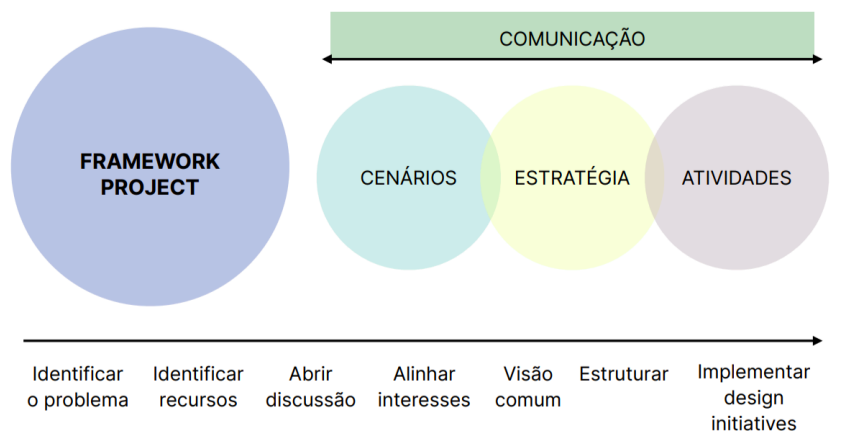 COMUNICAÇÃO
FRAMEWORK
PROJECT
CENÁRIOS
ESTRATÉGIA
ATIVIDADES
Identificar
o problema
Identificar
recursos
Abrir
discussão
Alinhar
interesses
Visão
comum
Estruturar
Implementar
design
initiatives